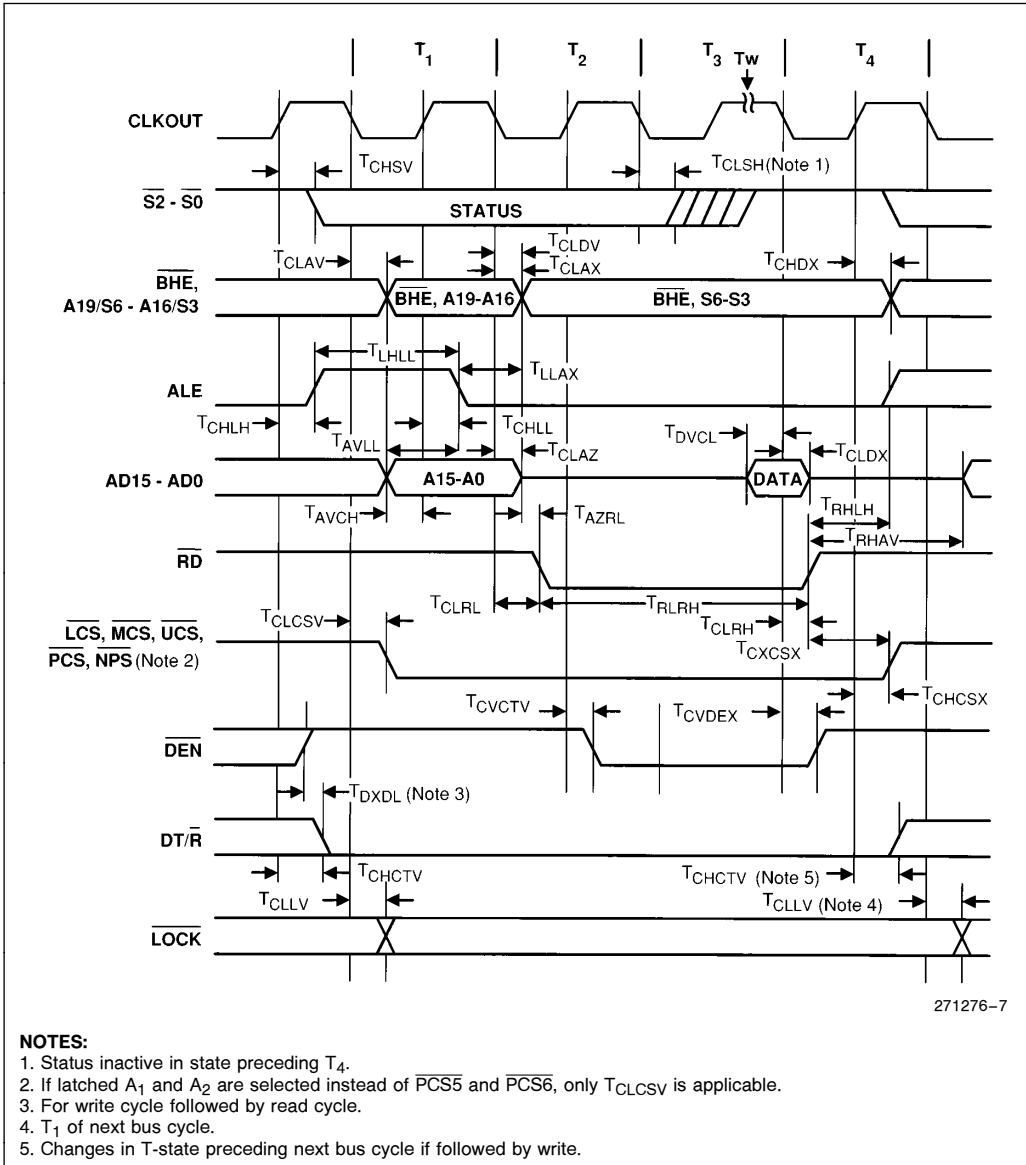 T1 T2 T3 Tw T4
CLKOUT
TCHSV TCLSH(Note 1)
S2 - S0 STATUS
TCLDV
TCLAV TCLAX TCHDX
BHE,
A19/S6 - A16/S3 BHE, A19-A16 BHE, S6-S3
TLHLL
TLLAX
ALE
TCHLH TCHLL
TAVLL TDVCL
TCLAZ TCLDX
AD15 - AD0 A15-A0 DATA
TAVCH TAZRL TRHLH
TRHAV
RD
TCLRL TRLRH
TCLCSV TCLRH
LCS, MCS, UCS,
PCS, NPS (Note 2) TCXCSX
TCHCSX
TCVCTV TCVDEX
DEN
TDXDL (Note 3)
DT/R
TCHCTV TCHCTV (Note 5)
TCLLV TCLLV (Note 4)
LOCK
271276–7
NOTES:
1. Status inactive in state preceding T4.
2. If latched A1 and A2 are selected instead of PCS5 and PCS6, only TCLCSV is applicable.
3. For write cycle followed by read cycle.
4. T1 of next bus cycle.
5. Changes in T-state preceding next bus cycle if followed by write.